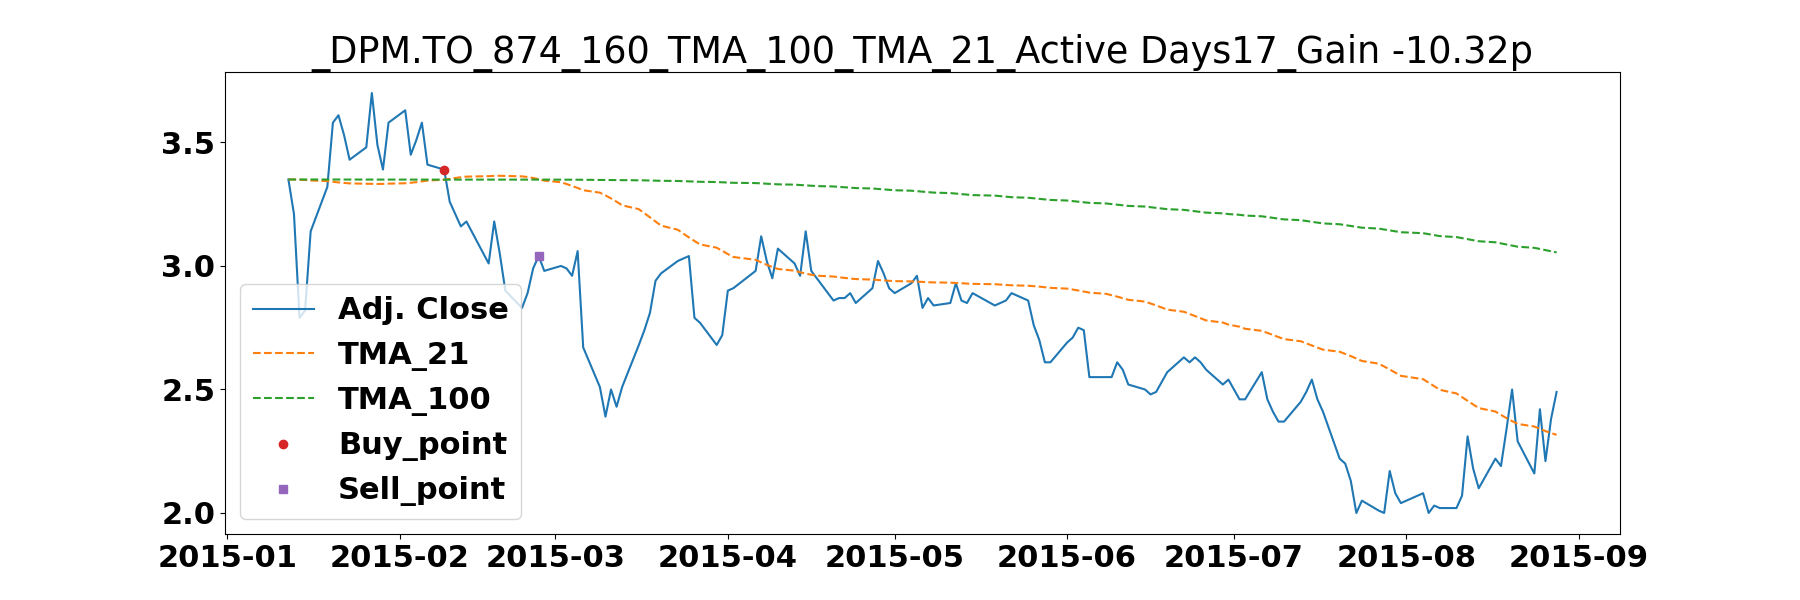 _DPM.TO_874_160_TMA_100_TMA_21_Active Days17_Gain -10.32p
3.5
3.0
2.5
2.0
Adj. Close
TMA_21
TMA_100
Buy_point
Sell_point
2015-01 2015-02 2015-03 2015-04 2015-05 2015-06 2015-07 2015-08 2015-09